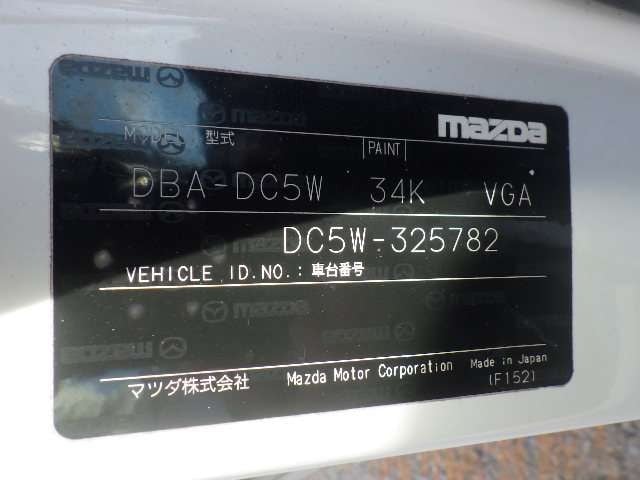 mazda
MODEL 型式 PAINT
DBA-DC5W 34K VGA
DC5W-325782
VEHICLE ID.NO.: 車台番号
マツダ株式会社 Mazda Motor Corporation Made in Japan
(F152)